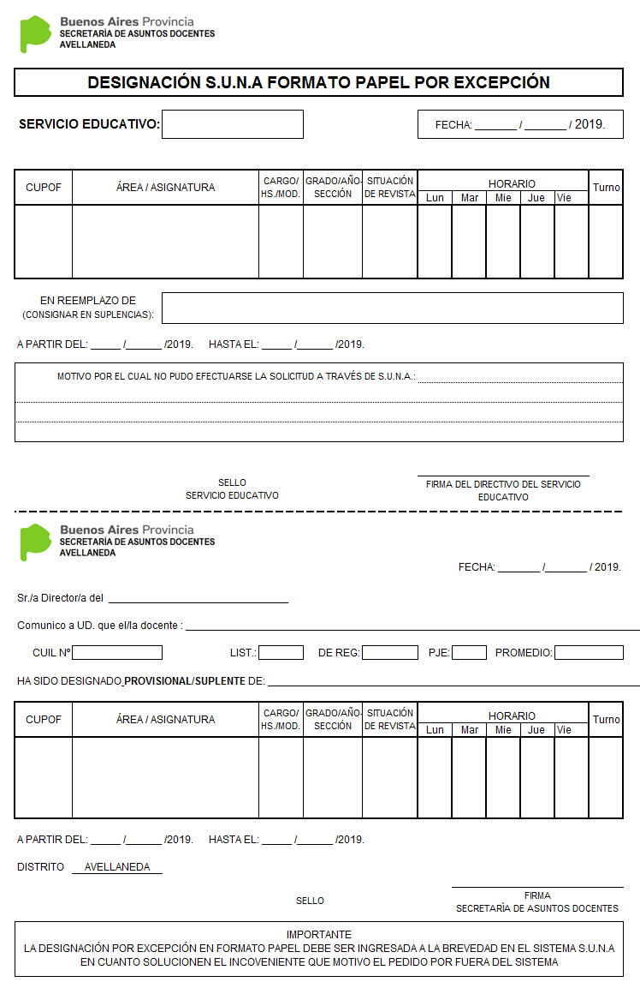 Buenos Aires Provincia
SECRETARÍA DE ASUNTOS DOCENTES
AVELLANEDA
DESIGNACIÓN S.U.N.A FORMATO PAPEL POR EXCEPCIÓN
SERVICIO EDUCATIVO: FECHA: _______ / _______ / 2019.
CUPOF ÁREA / ASIGNATURA CARGO/ HS./MOD. GRADO/AÑO- SECCIÓN SITUACIÓN DE REVISTA HORARIO Turno
Lun Mar Mie Jue Vie
EN REEMPLAZO DE
(CONSIGNAR EN SUPLENCIAS):
A PARTIR DEL: _____ /______ /2019. HASTA EL: _____ /______ /2019.
MOTIVO POR EL CUAL NO PUDO EFECTUARSE LA SOLICITUD A TRAVÉS DE S.U.N.A.:
SELLO
SERVICIO EDUCATIVO
FIRMA DEL DIRECTIVO DEL SERVICIO
EDUCATIVO
Buenos Aires Provincia
SECRETARÍA DE ASUNTOS DOCENTES
AVELLANEDA
FECHA: _______ /_______ / 2019.
Sr./a Director/a del
Comunico a UD. que el/la docente :
CUIL Nº LIST.: DE REG: PJE: PROMEDIO:
HA SIDO DESIGNADO PROVISIONAL/SUPLENTE DE:
CUPOF ÁREA / ASIGNATURA CARGO/ HS./MOD. GRADO/AÑO- SECCIÓN SITUACIÓN DE REVISTA HORARIO Turno
Lun Mar Mie Jue Vie
A PARTIR DEL: _____ /______ /2019. HASTA EL: _____ /______ /2019.
DISTRITO AVELLANEDA
SELLO
FIRMA
SECRETARÍA DE ASUNTOS DOCENTES
IMPORTANTE
LA DESIGNACIÓN POR EXCEPCIÓN EN FORMATO PAPEL DEBE SER INGRESADA A LA BREVEDAD EN EL SISTEMA S.U.N.A
EN CUANTO SOLUCIONEN EL INCOVENIENTE QUE MOTIVO EL PEDIDO POR FUERA DEL SISTEMA